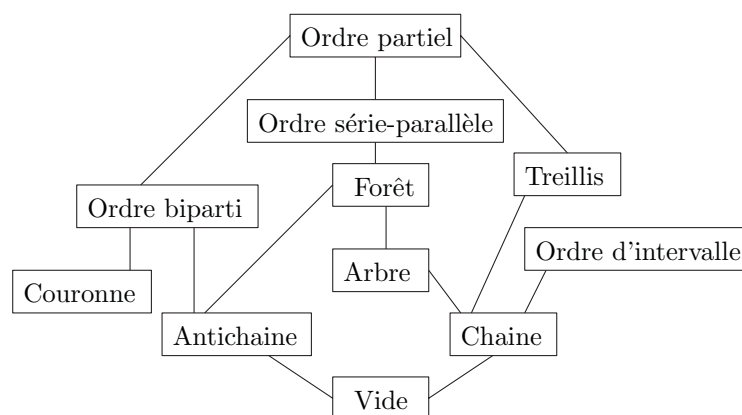 Ordre partiel
Ordre série-parallèle
Forêt
Treillis
Ordre biparti
Ordre d'intervalle
Arbre
Couronne
Antichaine
Chaine
Vide